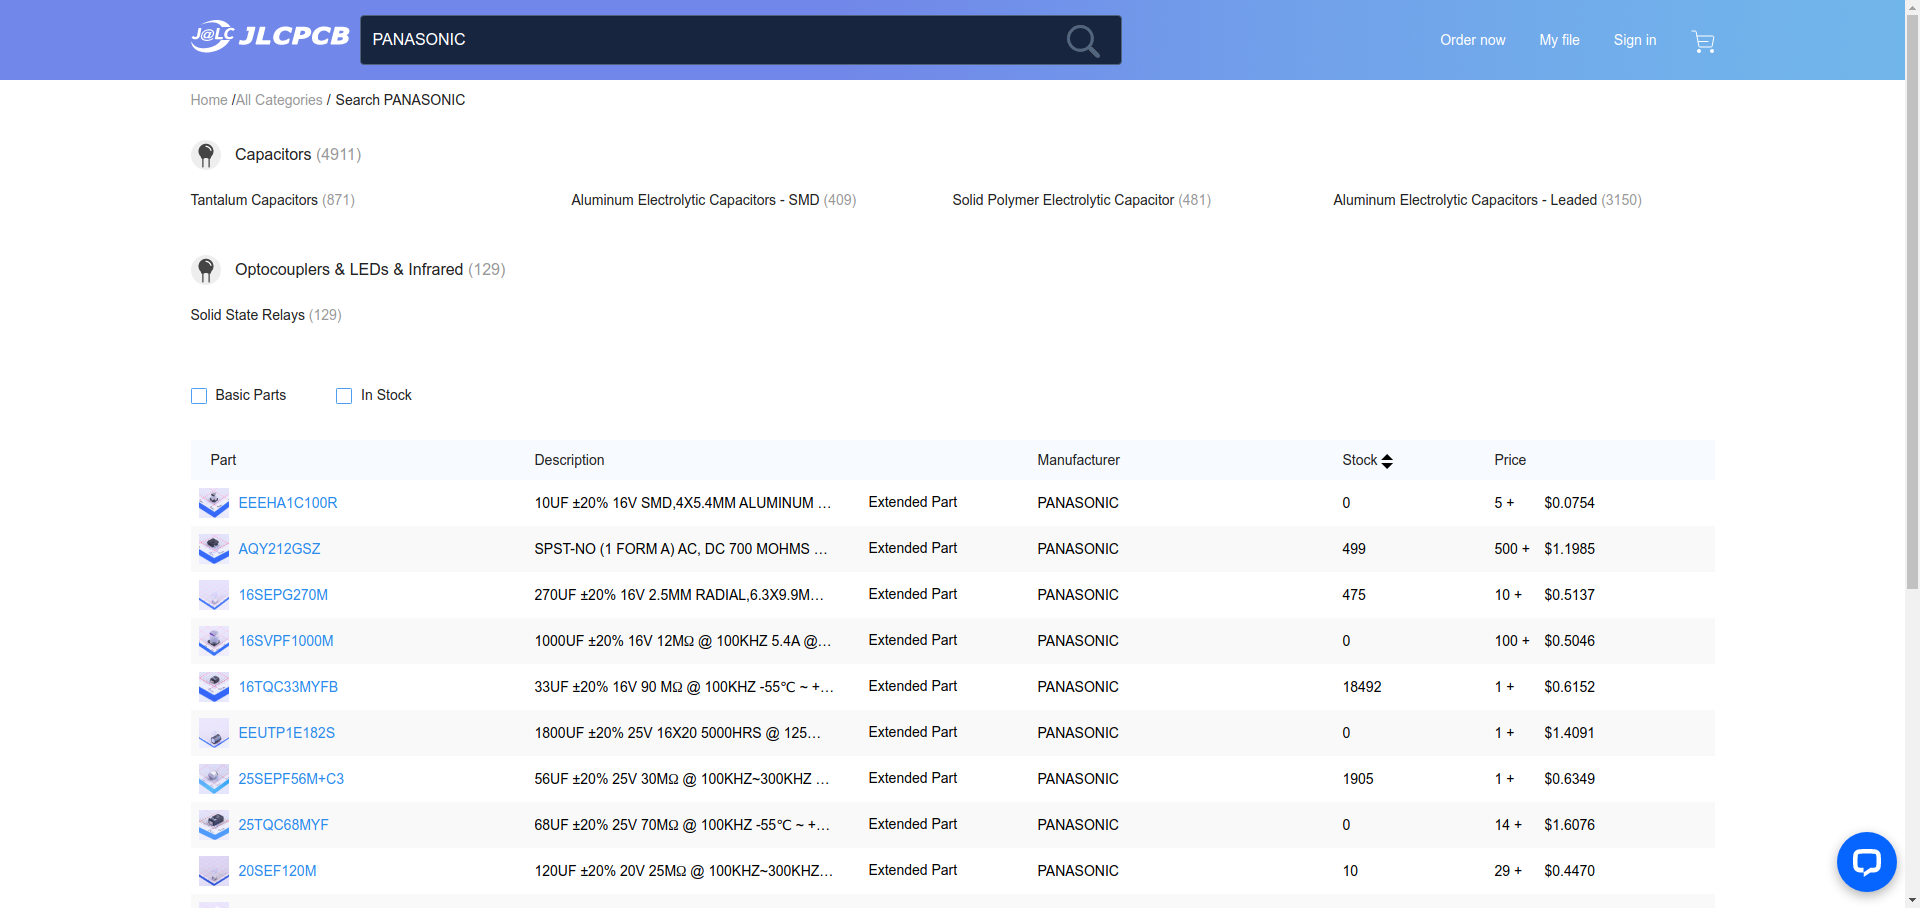 J@LC JLCPCB PANASONIC Order now My file Sign in
Home /All Categories / Search PANASONIC
Capacitors (4911)
Tantalum Capacitors (871) Aluminum Electrolytic Capacitors - SMD (409) Solid Polymer Electrolytic Capacitor (481) Aluminum Electrolytic Capacitors - Leaded (3150)
Optocouplers & LEDs & Infrared (129)
Solid State Relays (129)
Basic Parts In Stock
Part Description Manufacturer Stock Price
EEEHA1C100R 10UF ±20% 16V SMD,4X5.4MM ALUMINUM … Extended Part PANASONIC 0 5 + $0.0754
AQY212GSZ SPST-NO (1 FORM A) AC, DC 700 MOHMS … Extended Part PANASONIC 499 500 + $1.1985
16SEPG270M 270UF ±20% 16V 2.5MM RADIAL,6.3X9.9M… Extended Part PANASONIC 475 10 + $0.5137
16SVPF1000M 1000UF ±20% 16V 12MΩ @ 100KHZ 5.4A @… Extended Part PANASONIC 0 100 + $0.5046
16TQC33MYFB 33UF ±20% 16V 90 MΩ @ 100KHZ -55℃ ~ +… Extended Part PANASONIC 18492 1 + $0.6152
EEUTP1E182S 1800UF ±20% 25V 16X20 5000HRS @ 125… Extended Part PANASONIC 0 1 + $1.4091
25SEPF56M+C3 56UF ±20% 25V 30MΩ @ 100KHZ~300KHZ … Extended Part PANASONIC 1905 1 + $0.6349
25TQC68MYF 68UF ±20% 25V 70MΩ @ 100KHZ -55℃ ~ +… Extended Part PANASONIC 0 14 + $1.6076
20SEF120M 120UF ±20% 20V 25MΩ @ 100KHZ~300KHZ… Extended Part PANASONIC 10 29 + $0.4470